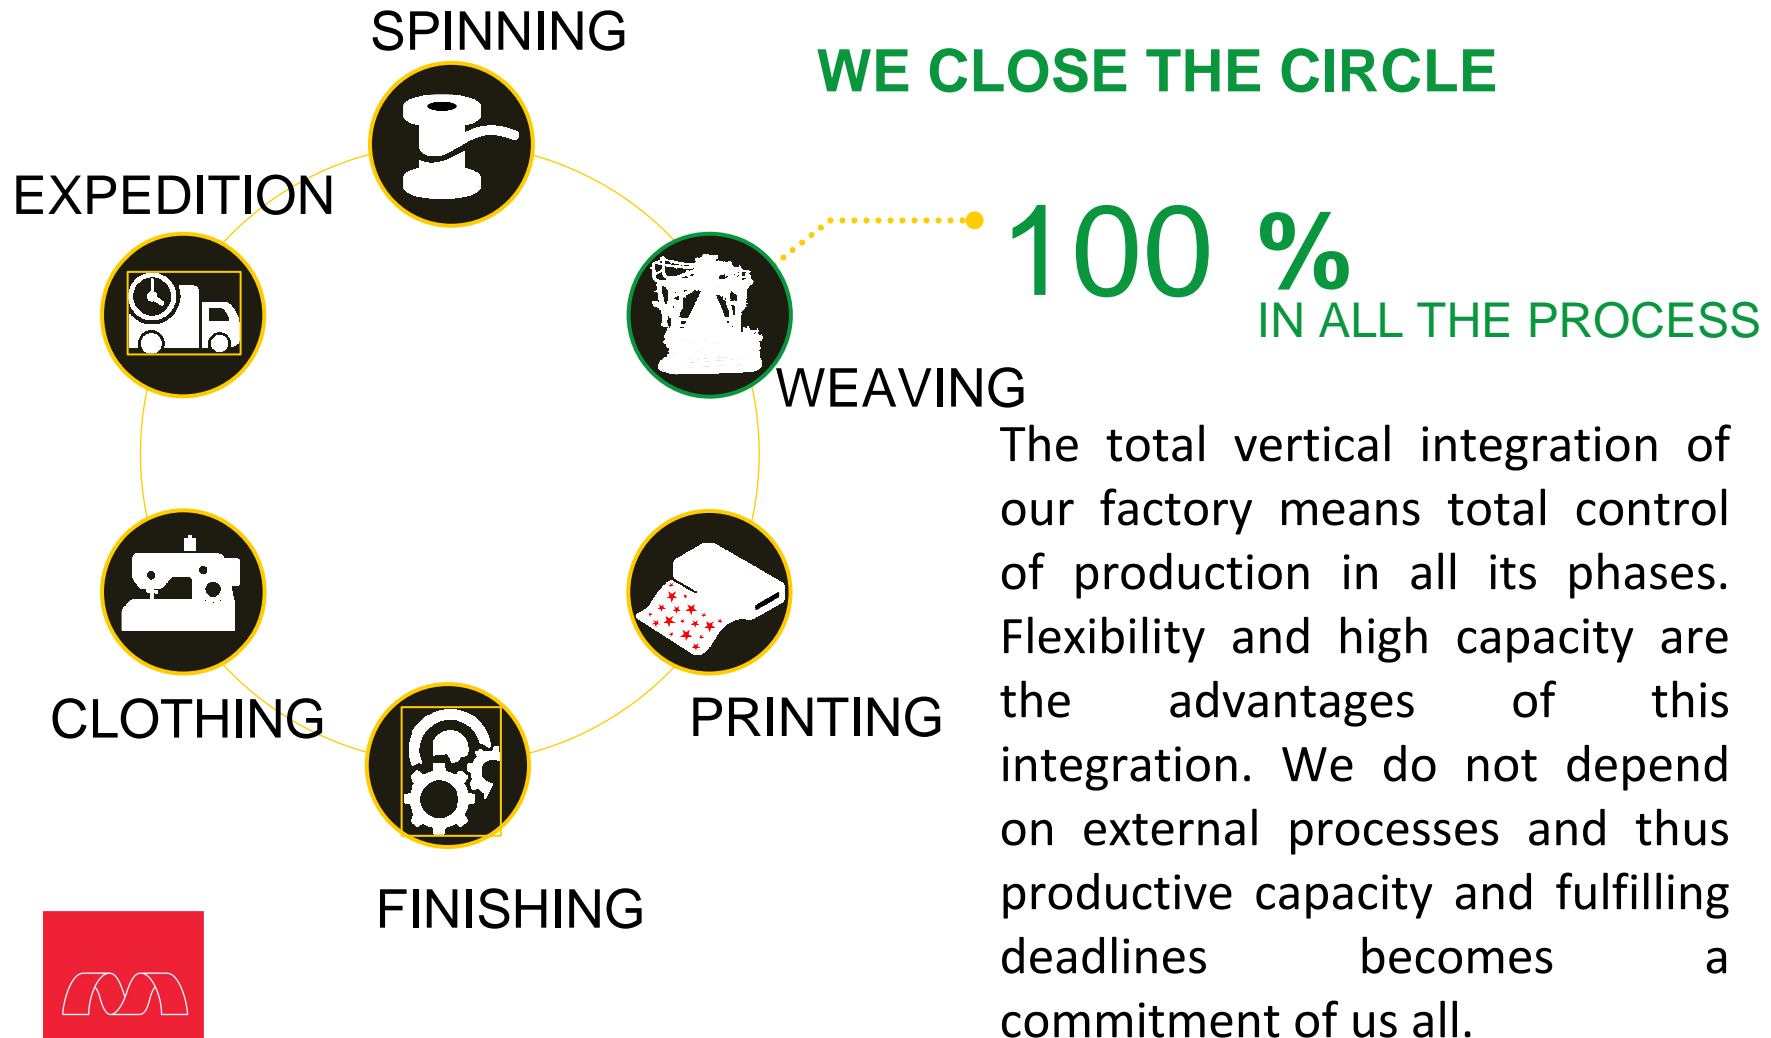 SPINNING
WE CLOSE THE CIRCLE
EXPEDITION
100 %
IN ALL THE PROCESS
WEAVING
The total vertical integration of
our factory means total control
of production in all its phases.
Flexibility and high capacity are
the advantages of this
integration. We do not depend
on external processes and thus
productive capacity and fulfilling
deadlines becomes a
commitment of us all.
PRINTING
CLOTHING
FINISHING